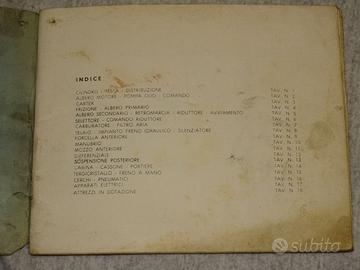 INDICE
CILINDRO - TESTA - DISTRIBUZIONE TAV. N. 1
ALBERO MOTORE - POMPA OLIO - COMANDO TAV. N. 2
CARTER TAV. N. 3
FRIZIONE - ALBERO PRIMARIO TAV. N. 4
ALBERO SECONDARIO - RETROMARCIA - RIDUTTORE - AVVIAMENTO TAV. N. 5
SELETTORE - COMANDO RIDUTTORE TAV. N. 6
CARBURATORE - FILTRO ARIA TAV. N. 7
TELAIO - IMPIANTO FRENO IDRAULICO - SILENZIATORE TAV. N. 8
FORCELLA ANTERIORE TAV. N. 9
MANUBRIO TAV. N. 10
MOZZO ANTERIORE TAV. N. 11
DIFFERENZIALE TAV. N. 12
SOSPENSIONE POSTERIORE TAV. N. 13
CABINA - CASSONE - PORTIERE TAV. N. 14
TERGICRISTALLO - FRENO A MANO TAV. N. 15
CERCHI - PNEUMATICI TAV. N. 16
APPARATI ELETTRICI TAV. N. 17
ATTREZZI IN DOTAZIONE TAV. N. 18
subito.it